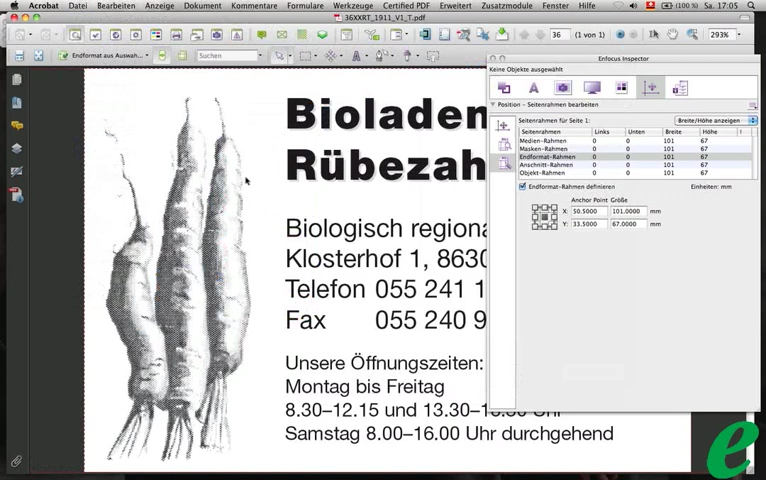 Acrobat Datei Bearbeiten Anzeige Dokument Kommentare Formulare Werkzeuge Certified PDF Erweitert Zusatzmodule Fenster Hilfe (100 %) Sa. 17:05
36XXRT_1911_V1_T.pdf
36 (1 von 1) 293%
Endformat aus Auswah... Suchen
Enfocus Inspector
Keine Objekte ausgewählt
Position – Seitenrahmen bearbeiten
Seitenrahmen für Seite 1: Breite/Höhe anzeigen
Seitenrahmen Links Unten Breite Höhe !
Medien-Rahmen 0 0 101 67
Masken-Rahmen 0 0 101 67
Endformat-Rahmen 0 0 101 67
Anschnitt-Rahmen 0 0 101 67
Objekt-Rahmen 0 0 101 67
Endformat-Rahmen definieren Einheiten: mm
Anchor Point Größe
X: 50.5000 101.0000 mm
Y: 33.5000 67.0000 mm
Bioladen
Rübezah
Biologisch regiona
Klosterhof 1, 8630
Telefon 055 241 1
Fax 055 240 9
Unsere Öffnungszeiten:
Montag bis Freitag
8.30–12.15 und 13.30–18.30 Uhr
Samstag 8.00–16.00 Uhr durchgehend
e